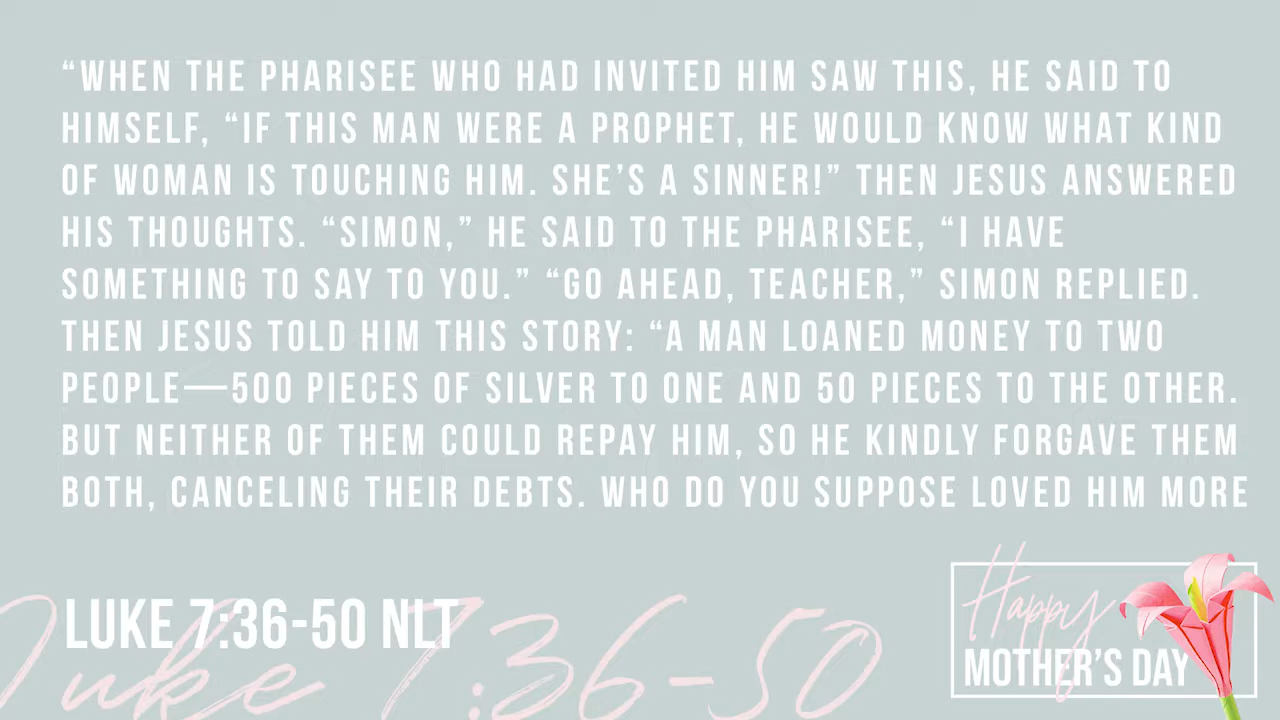 “WHEN THE PHARISEE WHO HAD INVITED HIM SAW THIS, HE SAID TO
HIMSELF, “IF THIS MAN WERE A PROPHET, HE WOULD KNOW WHAT KIND
OF WOMAN IS TOUCHING HIM. SHE’S A SINNER!” THEN JESUS ANSWERED
HIS THOUGHTS. “SIMON,” HE SAID TO THE PHARISEE, “I HAVE
SOMETHING TO SAY TO YOU.” “GO AHEAD, TEACHER,” SIMON REPLIED.
THEN JESUS TOLD HIM THIS STORY: “A MAN LOANED MONEY TO TWO
PEOPLE—500 PIECES OF SILVER TO ONE AND 50 PIECES TO THE OTHER.
BUT NEITHER OF THEM COULD REPAY HIM, SO HE KINDLY FORGAVE THEM
BOTH, CANCELING THEIR DEBTS. WHO DO YOU SUPPOSE LOVED HIM MORE
LUKE 7:36-50 NLT
Luke 7:36-50
Happy
MOTHER’S DAY